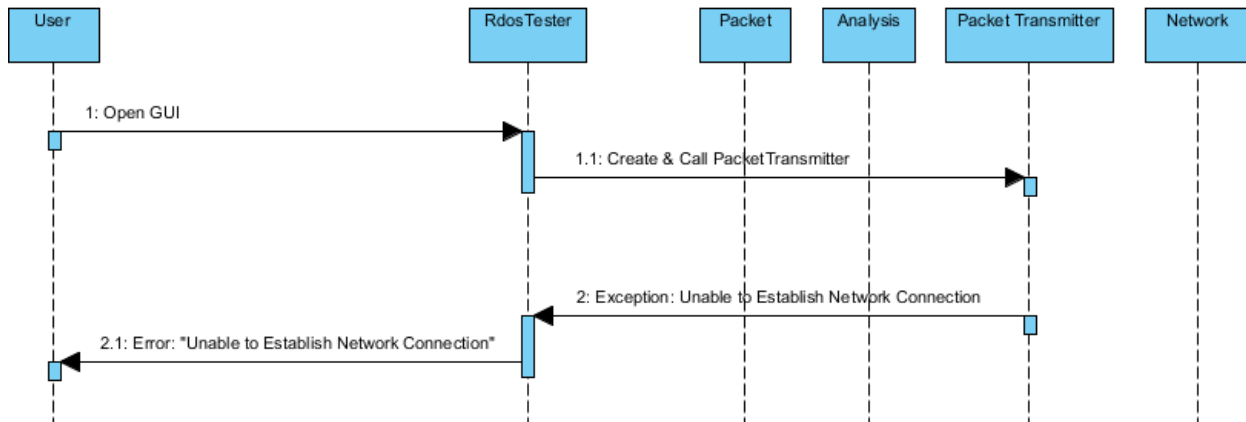 User
RdosTester
Packet
Analysis
Packet Transmitter
Network
1: Open GUI
1.1: Create & Call PacketTransmitter
2: Exception: Unable to Establish Network Connection
2.1: Error: "Unable to Establish Network Connection"